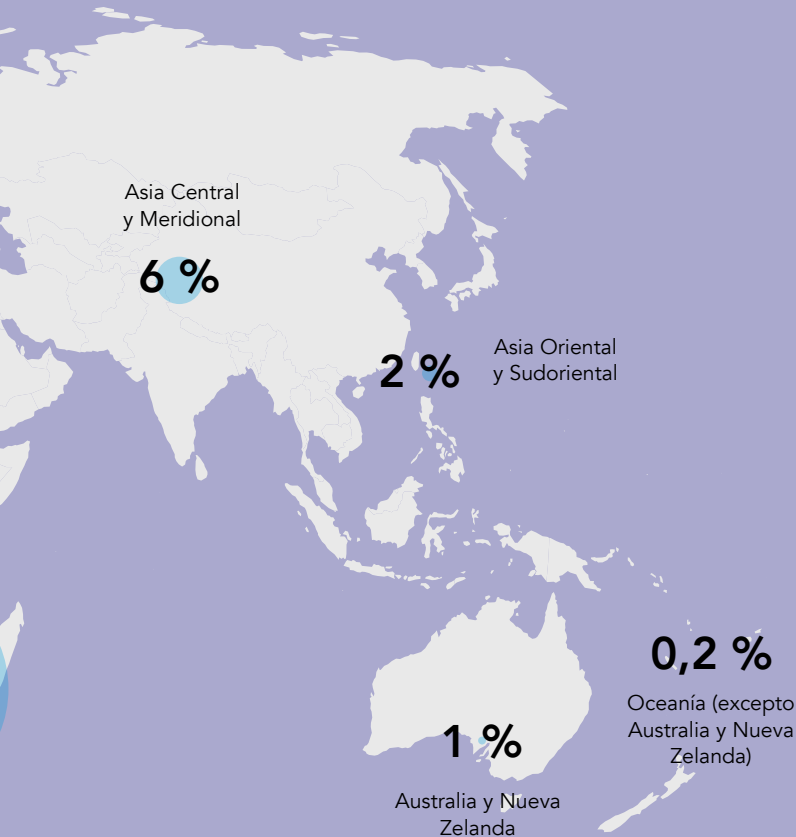 Asia Central
y Meridional
6 %
2 %
Asia Oriental
y Sudoriental
0,2 %
Oceanía (excepto
Australia y Nueva
Zelanda)
1 %
Australia y Nueva
Zelanda